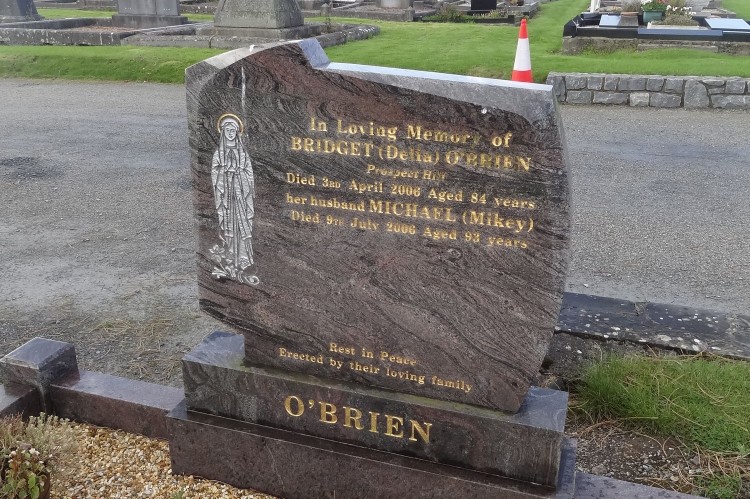 In Loving Memory of
BRIDGET (Delia) O'BRIEN
Prospect Hill
Died 3RD April 2006 Aged 84 years
her husband MICHAEL (Mikey)
Died 9TH July 2006 Aged 93 years
Rest in Peace
Erected by their loving family
O'BRIEN